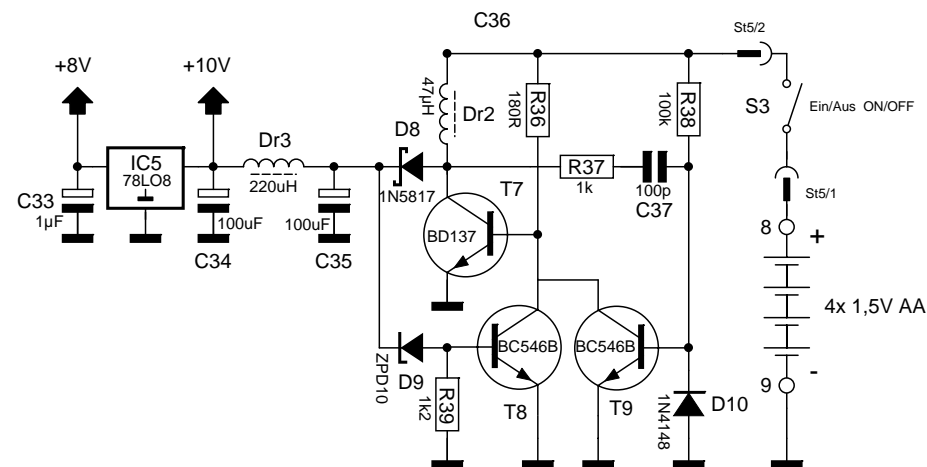 C36
St5/2
+8V
+10V
47µH
Dr2
180R
R36
100k
R38
S3
Ein/Aus ON/OFF
Dr3
D8
IC5
78LO8
220uH
1N5817
R37
1k
100p
C37
C33
1µF
100uF
C34
100uF
C35
T7
BD137
St5/1
8
+
4x 1,5V AA
-
9
ZPD10
D9
BC546B
T8
BC546B
T9
R39
1k2
1N4148
D10